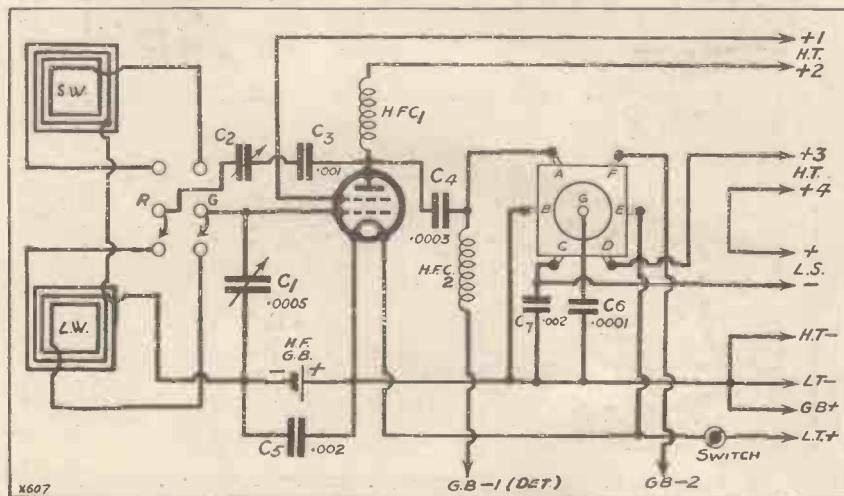 S.W.
R
G
L.W.
C2
C3
.001
HFC1
C4
.0003
C1
.0005
H.F.
G.B.
- +
C5
.002
H.F.C.
2
A
F
B
G
E
C
D
C7
.002
C6
.0001
+1
H.T.
+2
+3
H.T.
+4
+
L.S.
-
H.T-
LT-
GB+
L.T.+
SWITCH
G.B-1 (DET.)
GB-2
X607